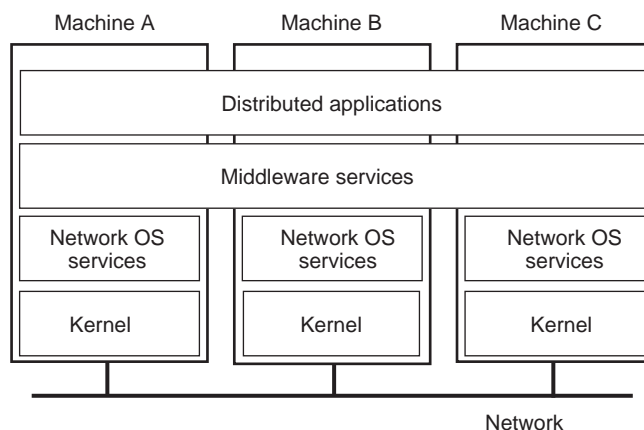 Machine A
Machine B
Machine C
Distributed applications
Middleware services
Network OS
services
Network OS
services
Network OS
services
Kernel
Kernel
Kernel
Network